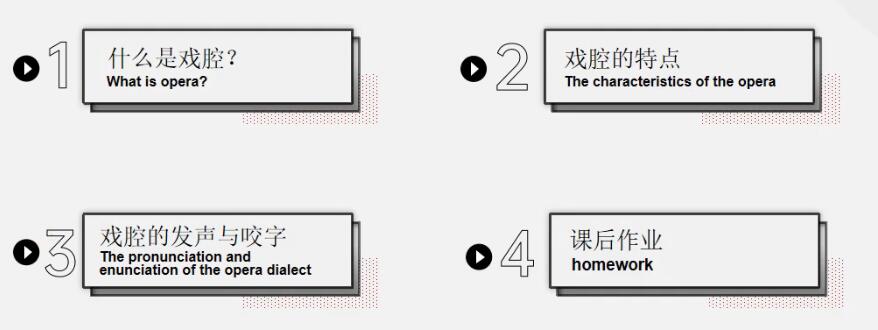 1
什么是戏腔？
What is opera?
2
戏腔的特点
The characteristics of the opera
3
戏腔的发声与咬字
The pronunciation and
enunciation of the opera dialect
4
课后作业
homework